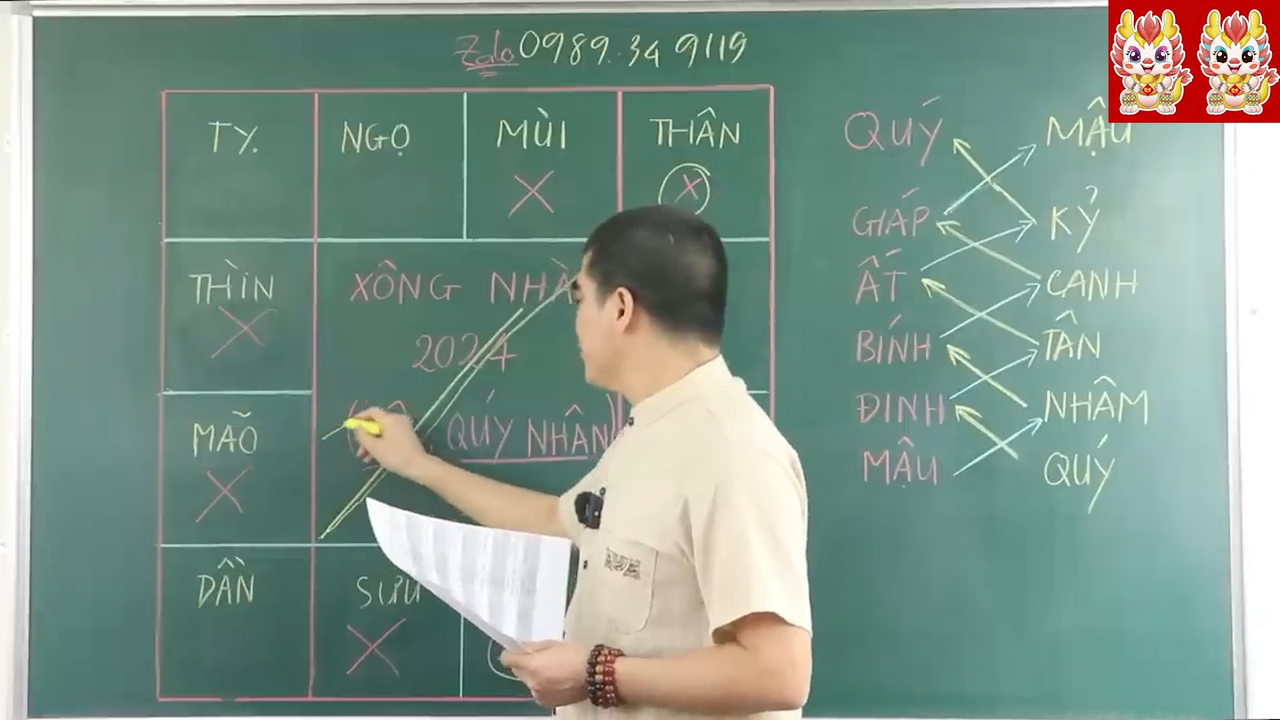 Zalo 0989.34 9119
TỴ.
NGỌ
MÙI
X
THÂN
X
THÌN
X
XÔNG NHÀ
2024
QUÝ NHÂN)
MÃO
X
DẦN
SỬU
X
QUÝ
MẬU
GIÁP
KỶ
ẤT
CANH
BÍNH
TÂN
ĐINH
NHÂM
MẬU
QUÝ